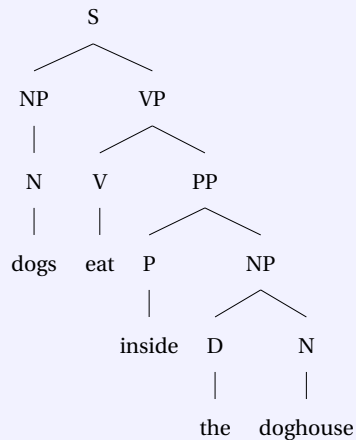 S
NP VP
N V PP
dogs eat P NP
inside D N
the doghouse